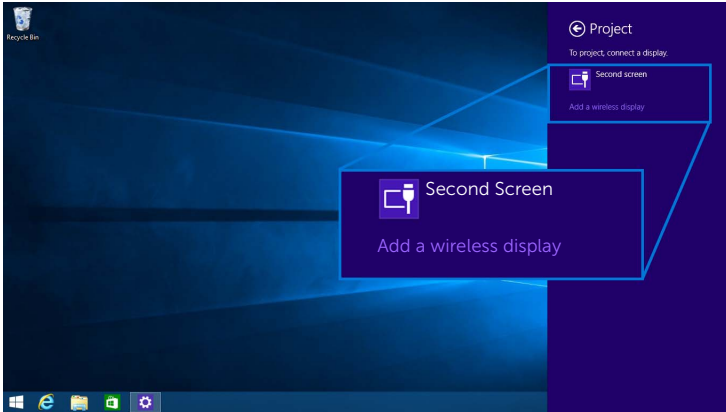 Recycle Bin
Project
To project, connect a display.
Second screen
Add a wireless display
Second Screen
Add a wireless display